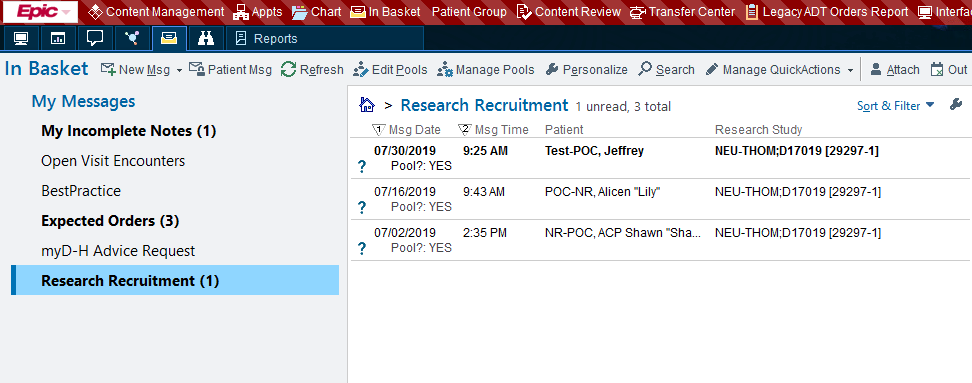 Epic Content Management Appts Chart In Basket Patient Group Content Review Transfer Center Legacy ADT Orders Report Interfa
Reports
In Basket New Msg Patient Msg Refresh Edit Pools Manage Pools Personalize Search Manage QuickActions Attach Out
My Messages
My Incomplete Notes (1)
Open Visit Encounters
BestPractice
Expected Orders (3)
myD-H Advice Request
Research Recruitment (1)
> Research Recruitment 1 unread, 3 total Sort & Filter
1 Msg Date 2 Msg Time Patient Research Study
07/30/2019 9:25 AM Test-POC, Jeffrey NEU-THOM;D17019 [29297-1]
? Pool?: YES
07/16/2019 9:43 AM POC-NR, Alicen "Lily" NEU-THOM;D17019 [29297-1]
? Pool?: YES
07/02/2019 2:35 PM NR-POC, ACP Shawn "Sha... NEU-THOM;D17019 [29297-1]
? Pool?: YES